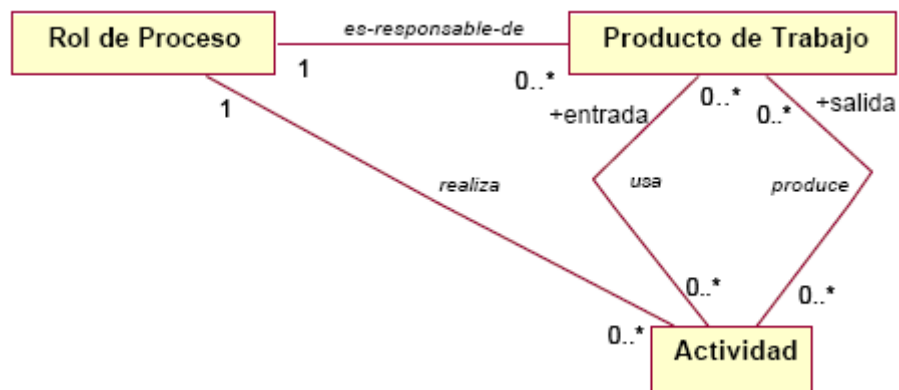 Rol de Proceso
es-responsable-de
Producto de Trabajo
1
0..*
1
+entrada
0..*
0..*
+salida
realiza
usa
produce
0..*
0..*
0..*
Actividad